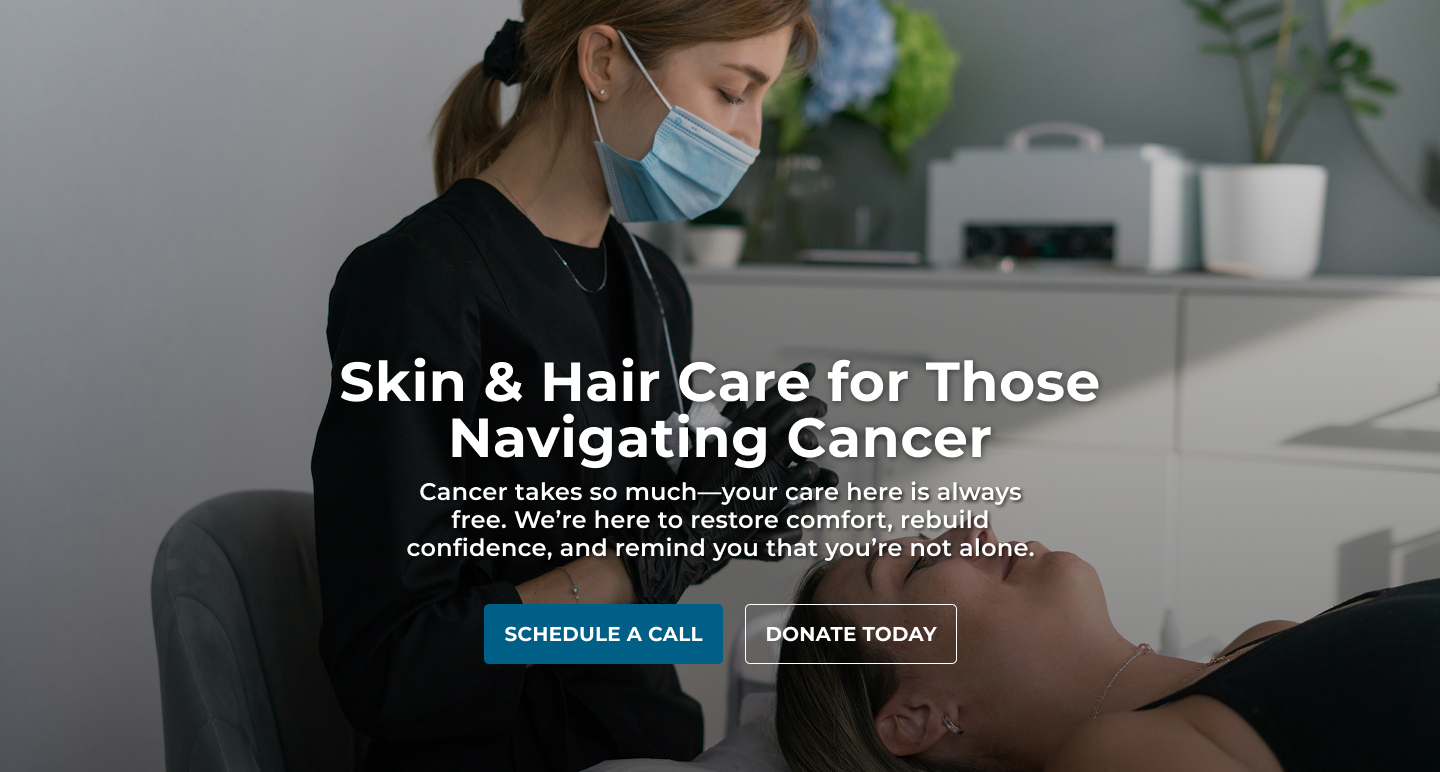 Skin & Hair Care for Those
Navigating Cancer
Cancer takes so much—your care here is always
free. We’re here to restore comfort, rebuild
confidence, and remind you that you’re not alone.
SCHEDULE A CALL
DONATE TODAY